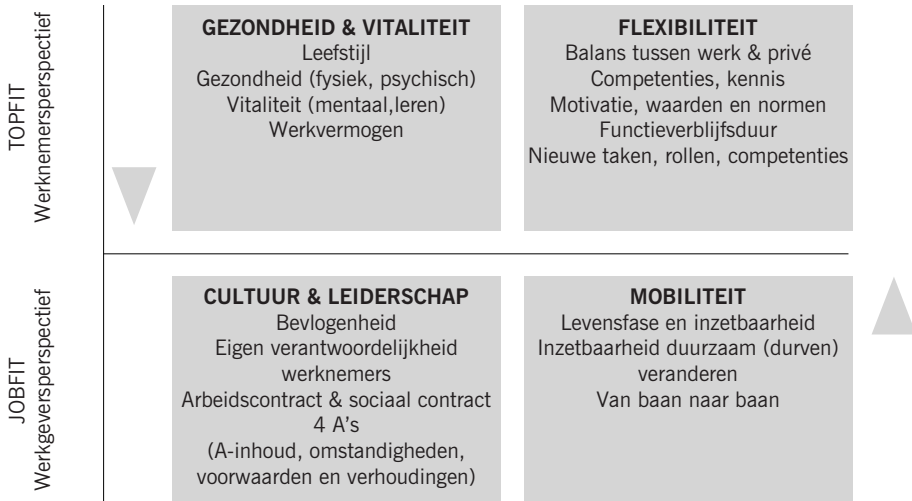 TOPFIT
Werknemersperspectief
GEZONDHEID & VITALITEIT
Leefstijl
Gezondheid (fysiek, psychisch)
Vitaliteit (mentaal,leren)
Werkvermogen
FLEXIBILITEIT
Balans tussen werk & privé
Competenties, kennis
Motivatie, waarden en normen
Functieverblijfsduur
Nieuwe taken, rollen, competenties
JOBFIT
Werkgeversperspectief
CULTUUR & LEIDERSCHAP
Bevlogenheid
Eigen verantwoordelijkheid
werknemers
Arbeidscontract & sociaal contract
4 A's
(A-inhoud, omstandigheden,
voorwaarden en verhoudingen)
MOBILITEIT
Levensfase en inzetbaarheid
Inzetbaarheid duurzaam (durven)
veranderen
Van baan naar baan